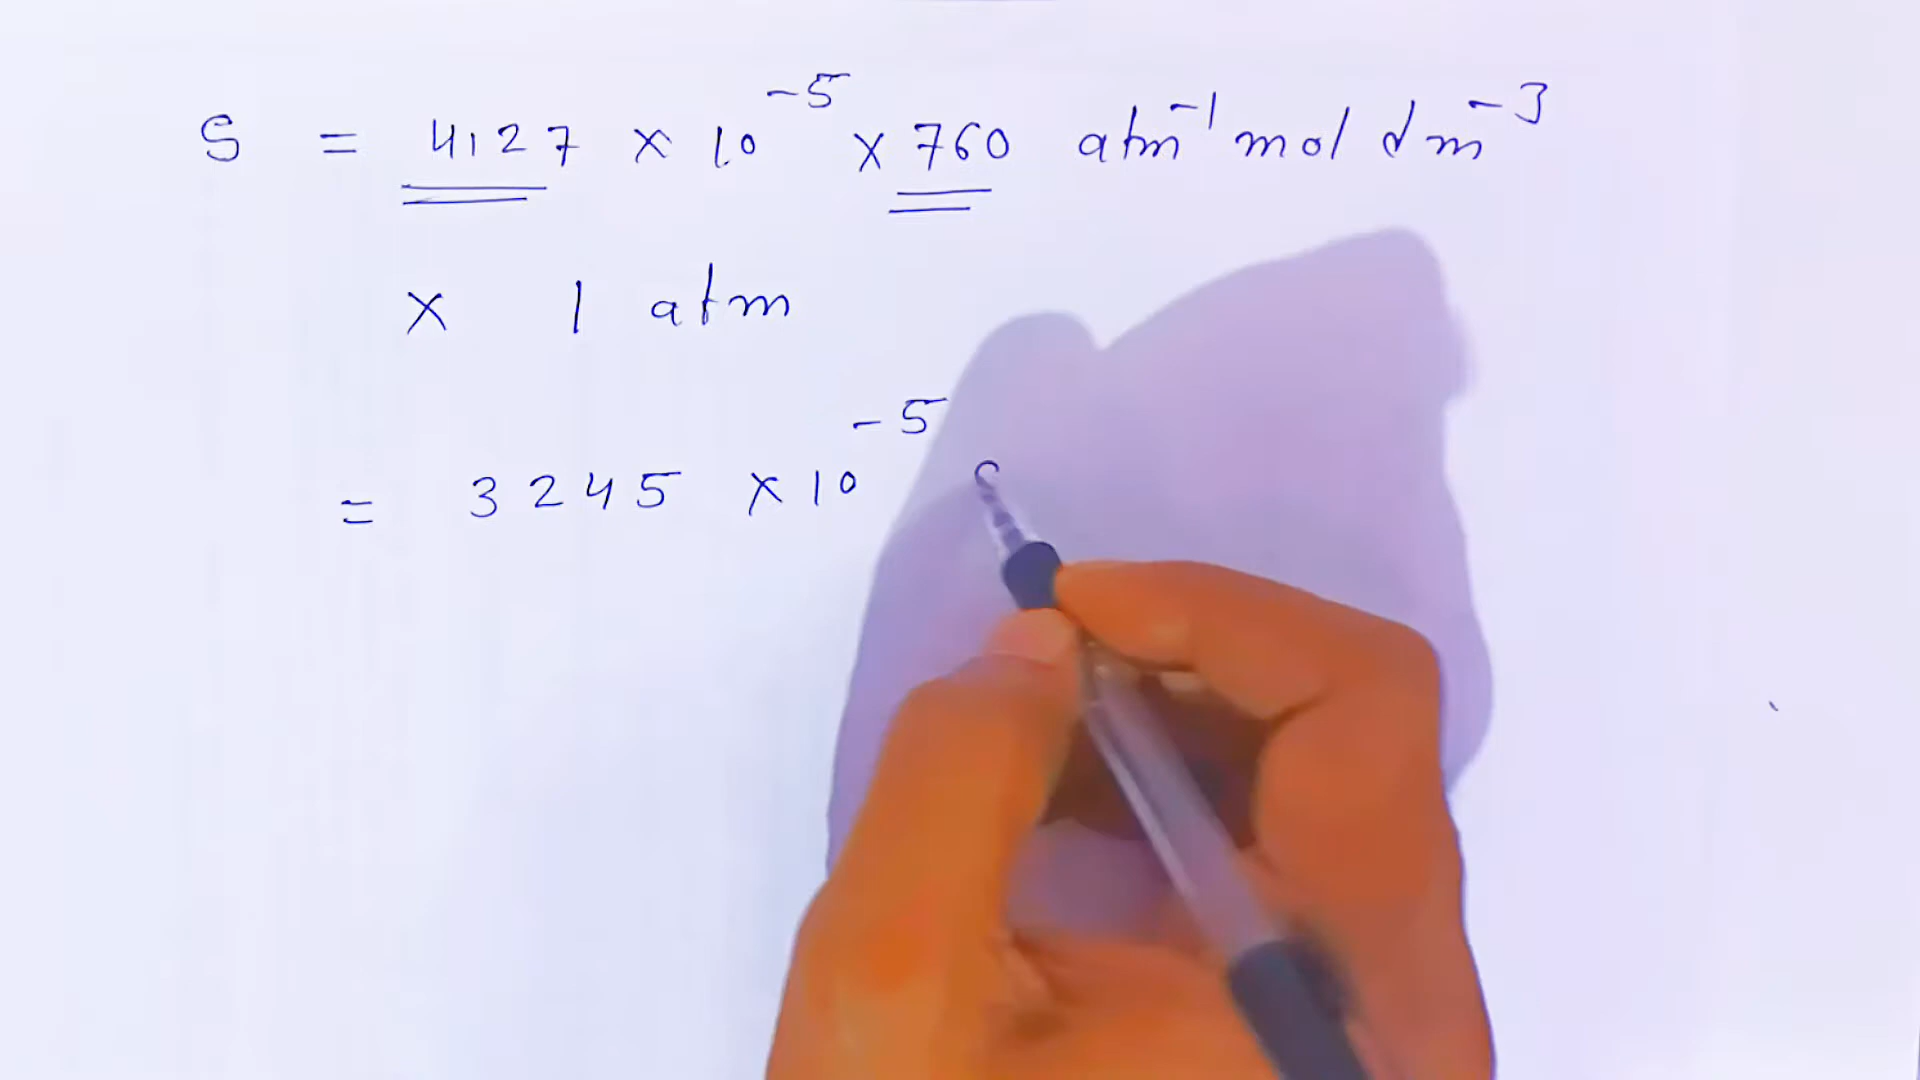 S = 4127 × 10⁻⁵ × 760 atm⁻¹ mol dm⁻³
× 1 atm
= 3245 × 10⁻⁵